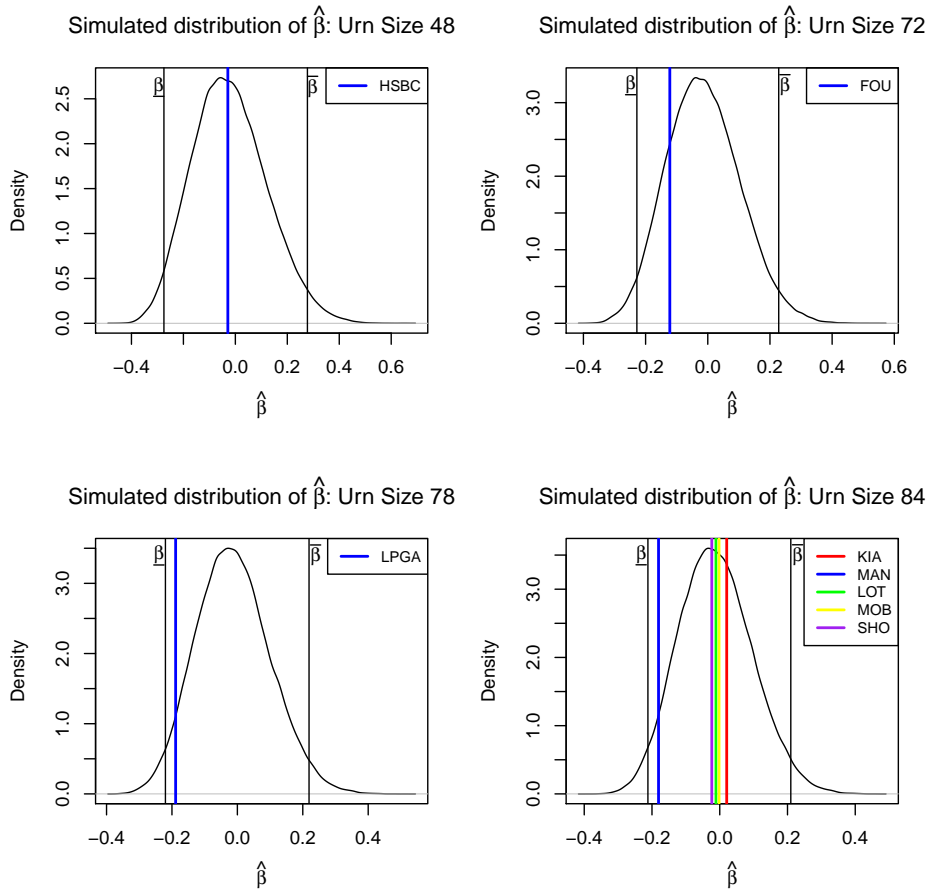 Simulated distribution of β̂: Urn Size 48
Density
0.0 0.5 1.0 1.5 2.0 2.5
β̲
β̅
HSBC
−0.4 0.0 0.2 0.4 0.6
β̂
Simulated distribution of β̂: Urn Size 72
Density
0.0 1.0 2.0 3.0
β̲
β̅
FOU
−0.4 −0.2 0.0 0.2 0.4 0.6
β̂
Simulated distribution of β̂: Urn Size 78
Density
0.0 1.0 2.0 3.0
β̲
β̅
LPGA
−0.4 −0.2 0.0 0.2 0.4
β̂
Simulated distribution of β̂: Urn Size 84
Density
0.0 1.0 2.0 3.0
β̲
β̅
KIA
MAN
LOT
MOB
SHO
−0.4 −0.2 0.0 0.2 0.4
β̂